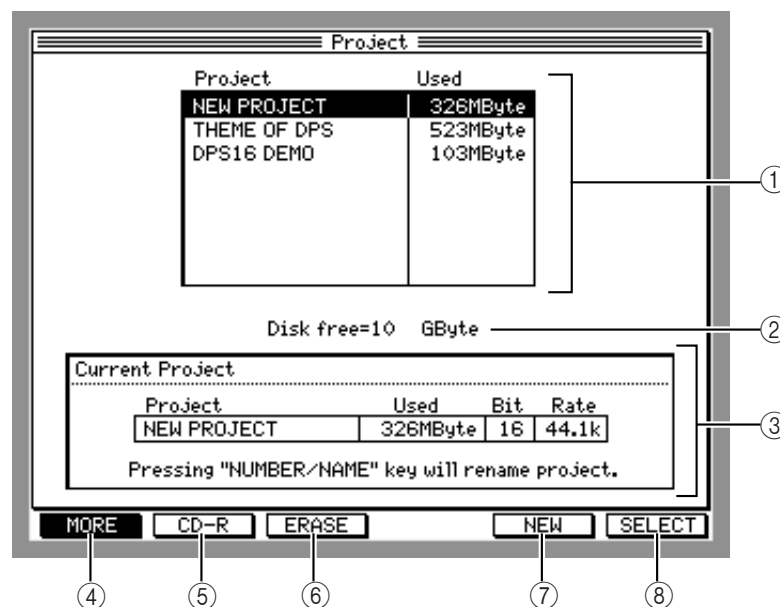 Project
Project Used
NEW PROJECT 326MByte
THEME OF DPS 523MByte
DPS16 DEMO 103MByte
①
Disk free=10 GByte
②
Current Project
Project Used Bit Rate
NEW PROJECT 326MByte 16 44.1k
③
Pressing "NUMBER/NAME" key will rename project.
MORE CD-R ERASE NEW SELECT
④ ⑤ ⑥ ⑦ ⑧